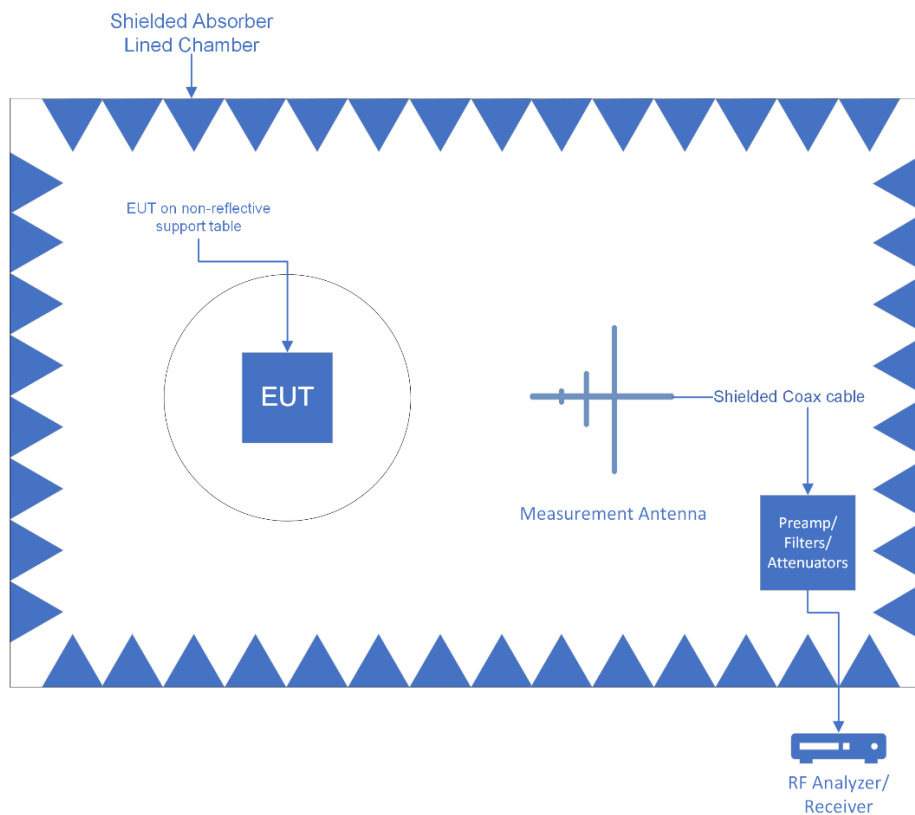 Shielded Absorber
Lined Chamber
EUT on non-reflective
support table
EUT
Shielded Coax cable
Measurement Antenna
Preamp/
Filters/
Attenuators
RF Analyzer/
Receiver